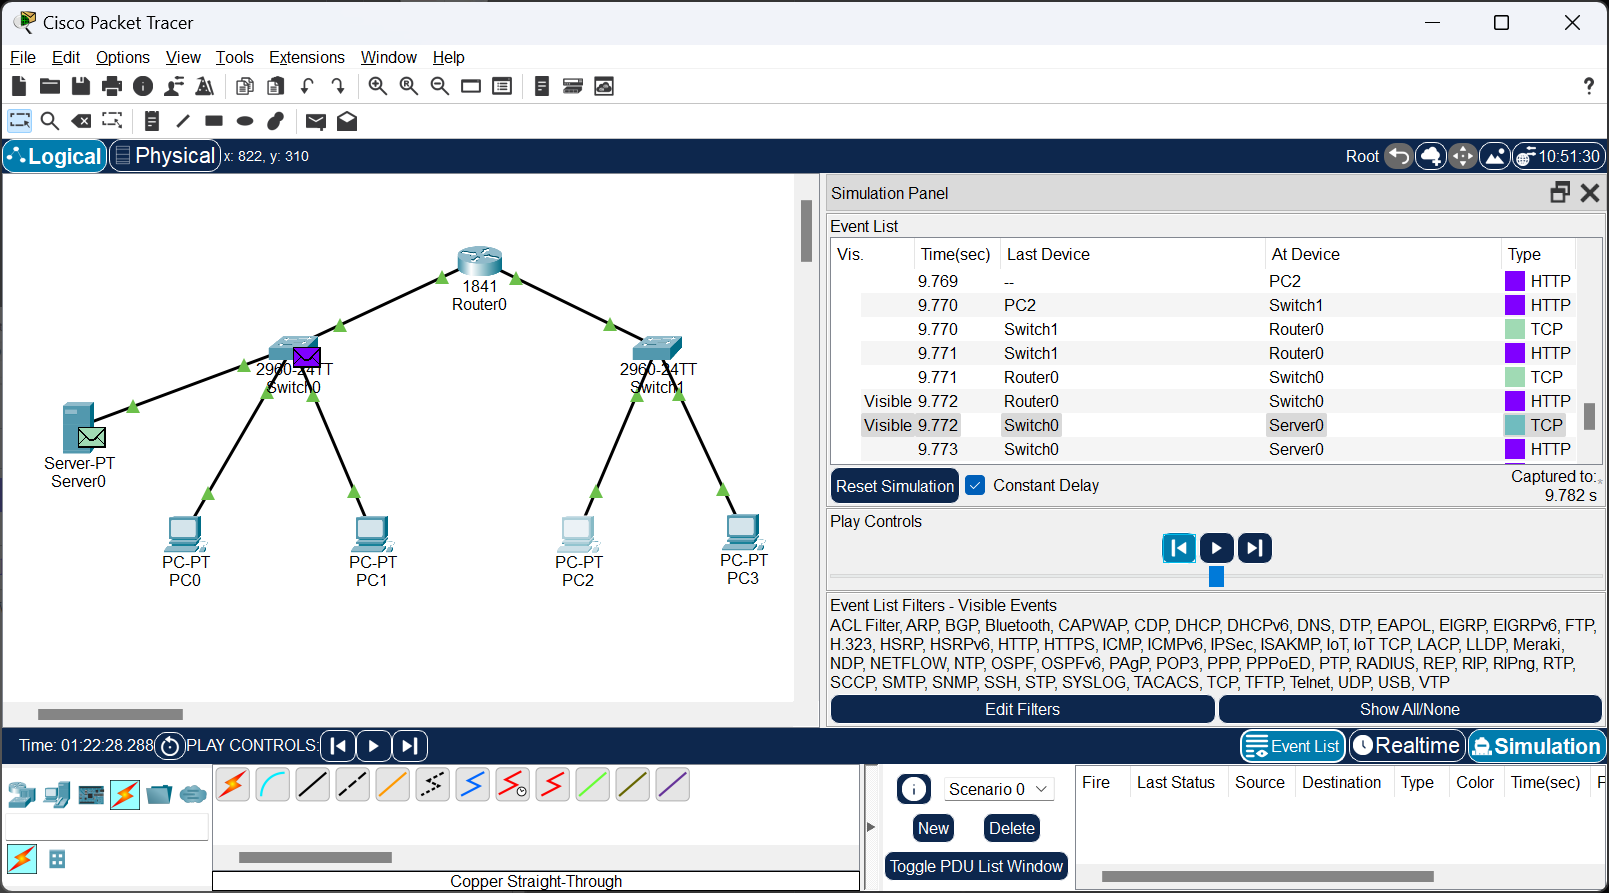 Cisco Packet Tracer
File Edit Options View Tools Extensions Window Help
?
Logical Physical x: 822, y: 310 Root 10:51:30
1841
Router0
2960-24TT
Switch0
2960-24TT
Switch1
Server-PT
Server0
PC-PT
PC0
PC-PT
PC1
PC-PT
PC2
PC-PT
PC3
Simulation Panel
Event List
Vis. Time(sec) Last Device At Device Type
9.769 -- PC2 HTTP
9.770 PC2 Switch1 HTTP
9.770 Switch1 Router0 TCP
9.771 Switch1 Router0 HTTP
9.771 Router0 Switch0 TCP
Visible 9.772 Router0 Switch0 HTTP
Visible 9.772 Switch0 Server0 TCP
9.773 Switch0 Server0 HTTP
Reset Simulation Constant Delay Captured to:*
9.782 s
Play Controls
Event List Filters - Visible Events
ACL Filter, ARP, BGP, Bluetooth, CAPWAP, CDP, DHCP, DHCPv6, DNS, DTP, EAPOL, EIGRP, EIGRPv6, FTP,
H.323, HSRP, HSRPv6, HTTP, HTTPS, ICMP, ICMPv6, IPSec, ISAKMP, IoT, IoT TCP, LACP, LLDP, Meraki,
NDP, NETFLOW, NTP, OSPF, OSPFv6, PAgP, POP3, PPP, PPPoED, PTP, RADIUS, REP, RIP, RIPng, RTP,
SCCP, SMTP, SNMP, SSH, STP, SYSLOG, TACACS, TCP, TFTP, Telnet, UDP, USB, VTP
Edit Filters Show All/None
Time: 01:22:28.288 PLAY CONTROLS: Event List Realtime Simulation
Scenario 0
New Delete
Toggle PDU List Window
Fire Last Status Source Destination Type Color Time(sec)
Copper Straight-Through